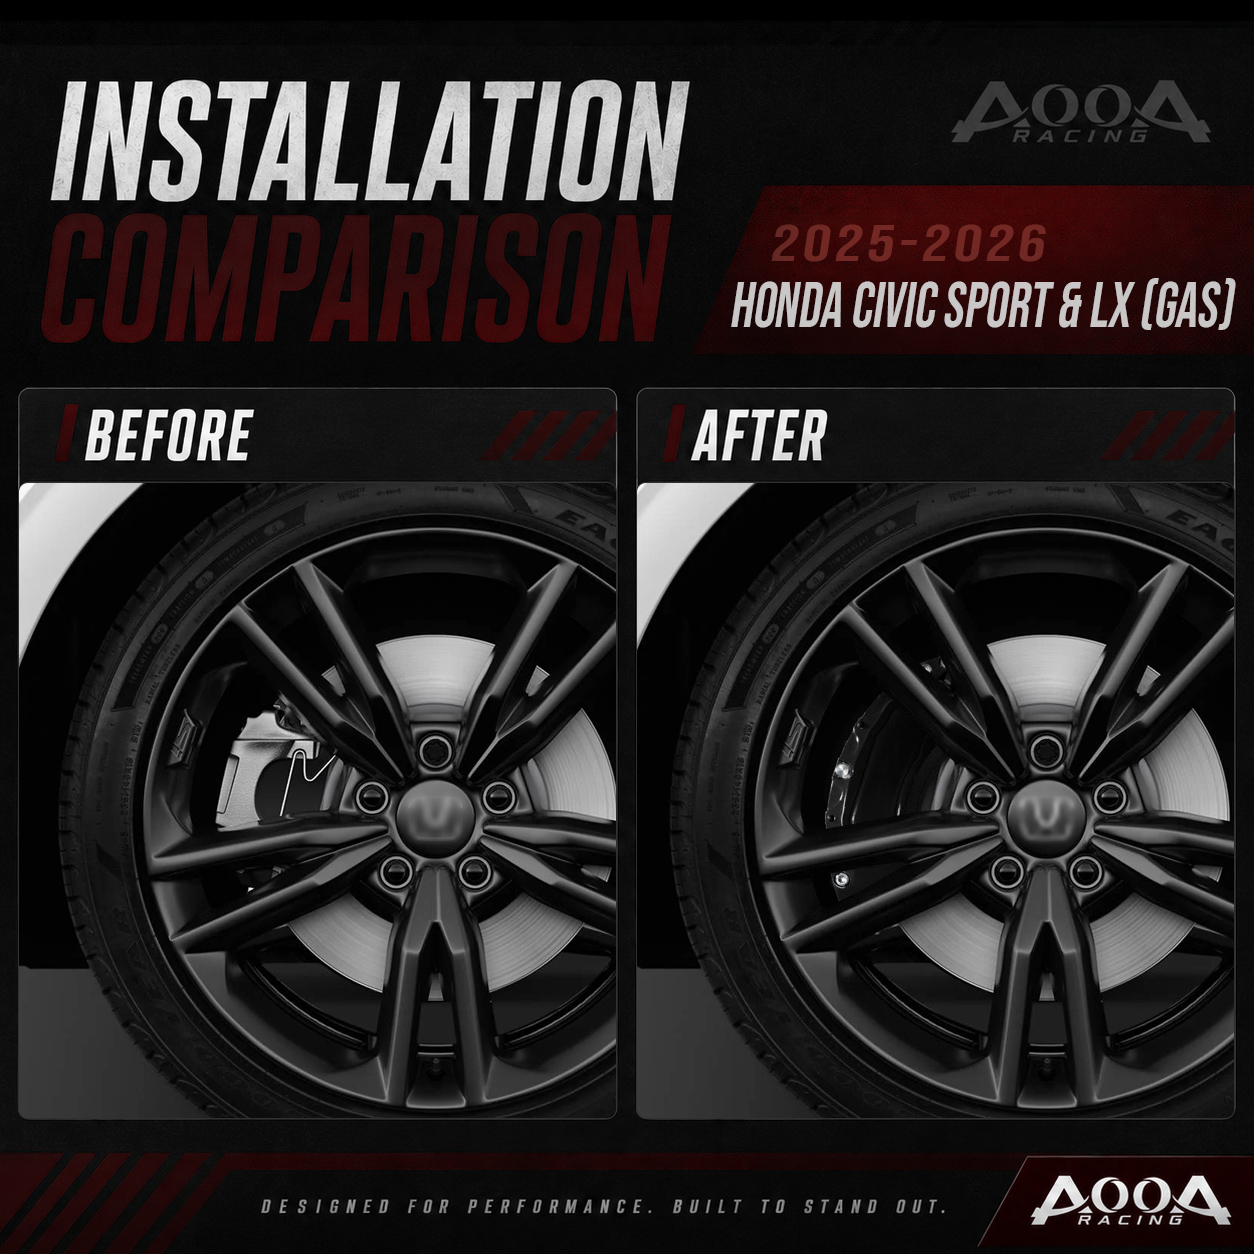 INSTALLATION
COMPARISON
AOOA
RACING
2025-2026
HONDA CIVIC SPORT & LX (GAS)
BEFORE
AFTER
DESIGNED FOR PERFORMANCE. BUILT TO STAND OUT.
AOOA
RACING